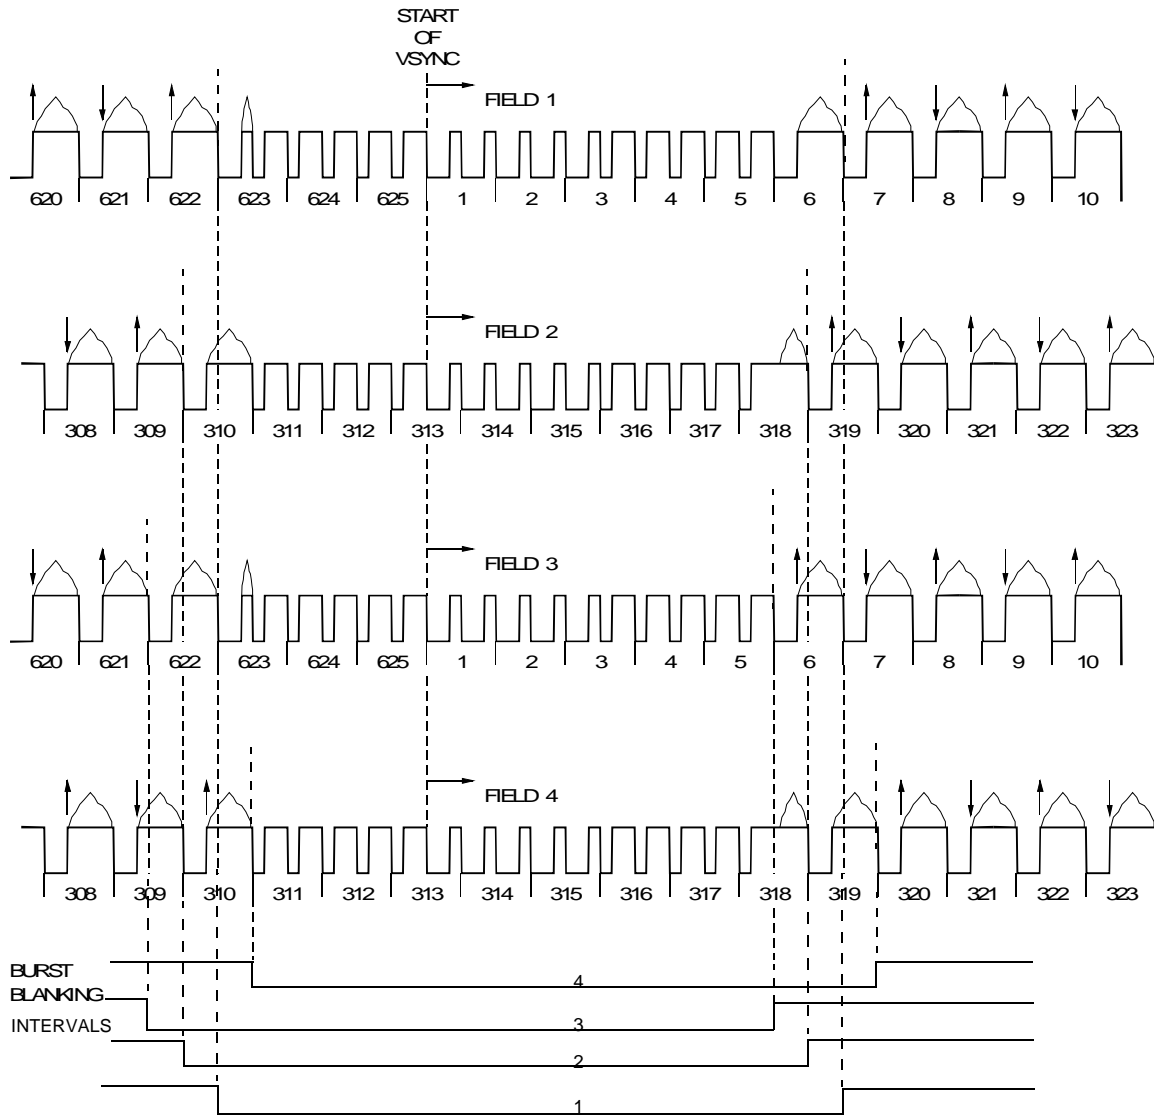 START
OF
VSYNC
FIELD 1
620 621 622 623 624 625 1 2 3 4 5 6 7 8 9 10
FIELD 2
308 309 310 311 312 313 314 315 316 317 318 319 320 321 322 323
FIELD 3
620 621 622 623 624 625 1 2 3 4 5 6 7 8 9 10
FIELD 4
308 309 310 311 312 313 314 315 316 317 318 319 320 321 322 323
BURST
BLANKING
INTERVALS
4
3
2
1